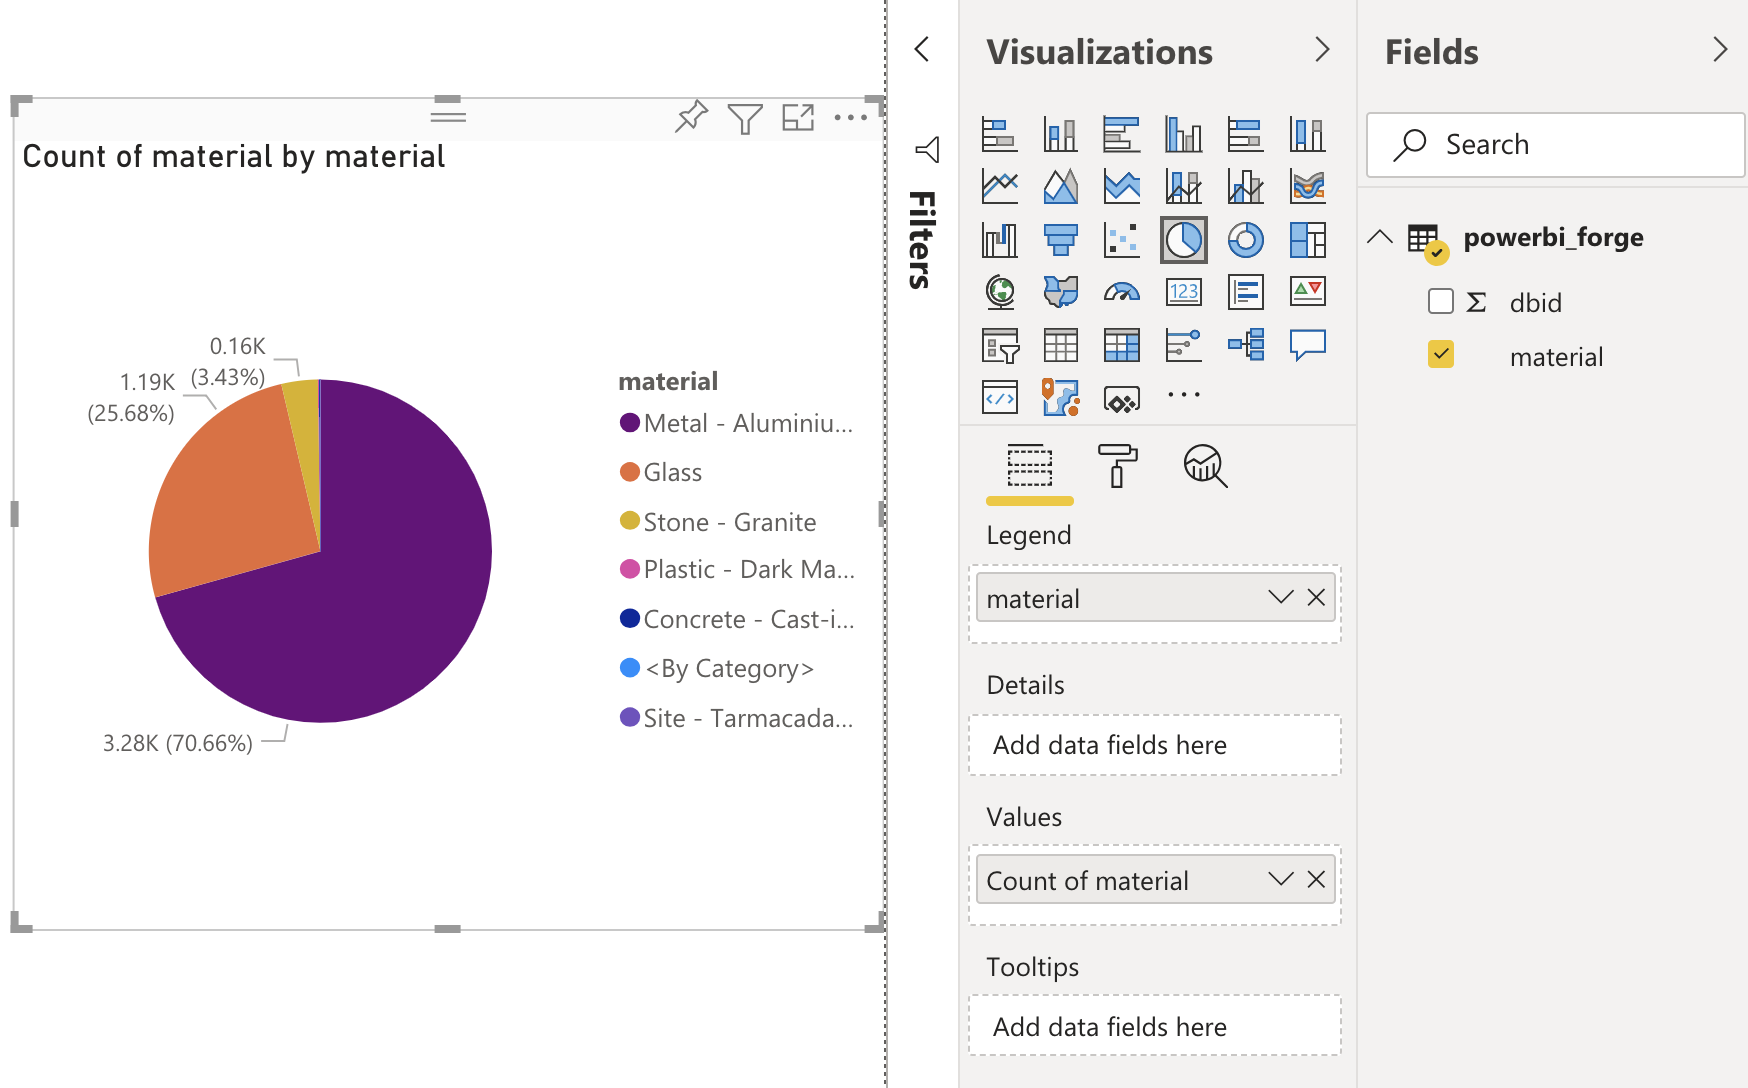 Count of material by material
0.16K
(3.43%)
1.19K
(25.68%)
3.28K (70.66%)
material
Metal - Aluminiu...
Glass
Stone - Granite
Plastic - Dark Ma...
Concrete - Cast-i...
<By Category>
Site - Tarmacada...
Filters
Visualizations
123
Legend
material
Details
Add data fields here
Values
Count of material
Tooltips
Add data fields here
Fields
Search
powerbi_forge
Σ dbid
material